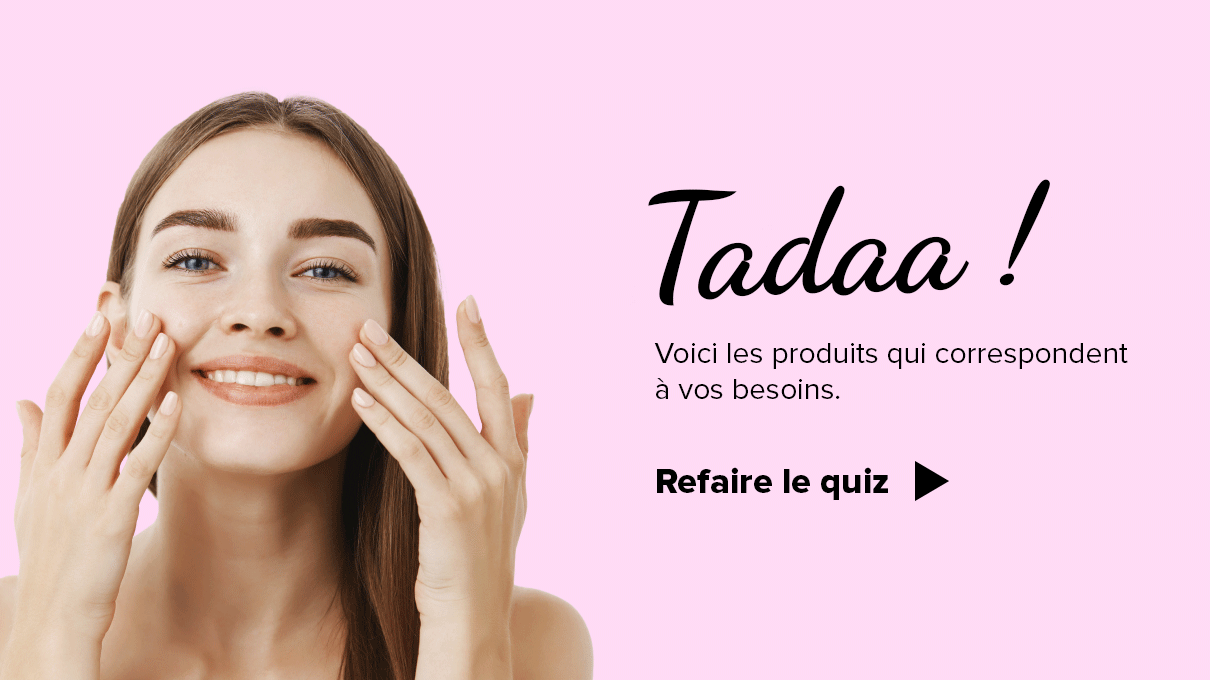 Tadaa !
Voici les produits qui correspondent
à vos besoins.
Refaire le quiz